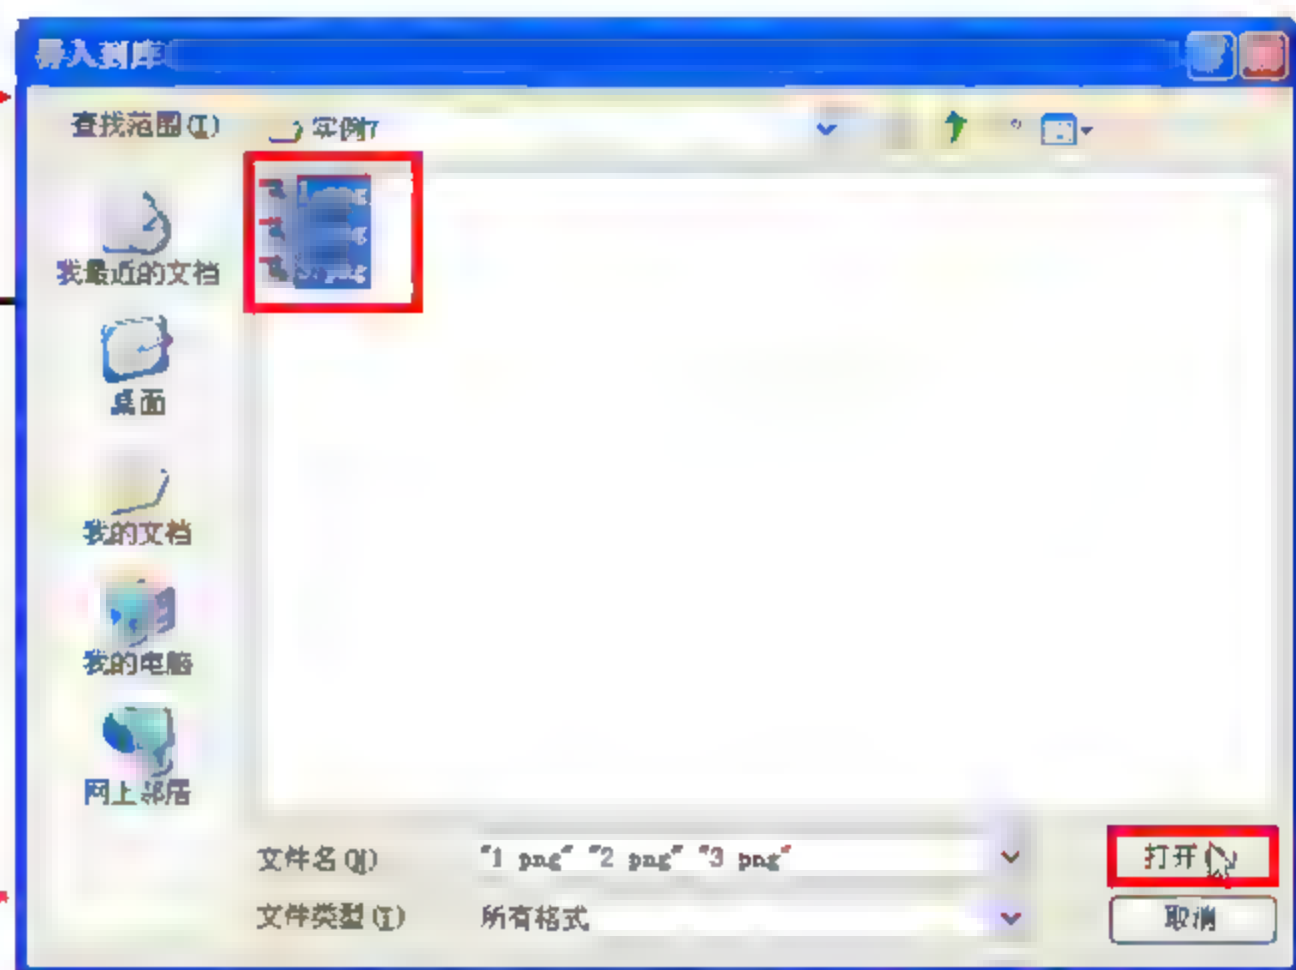 导入到库
查找范围(I)
实例7
我最近的文档
桌面
我的文档
我的电脑
网上邻居
文件名(N)
"1 png" "2 png" "3 png"
打开
文件类型(T)
所有格式
取消